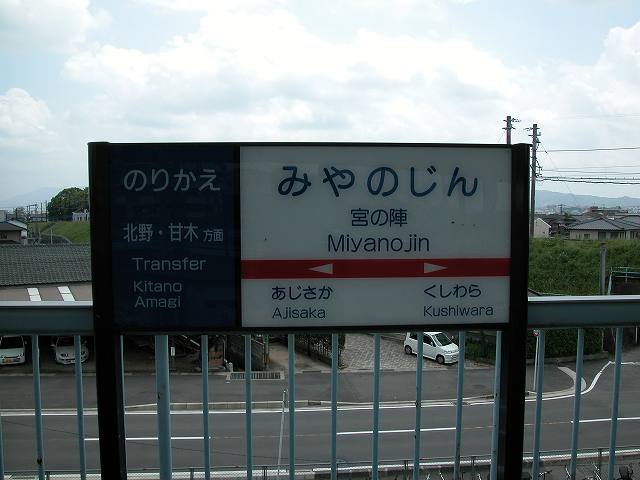 のりかえ
北野・甘木方面
Transfer
Kitano
Amagi
みやのじん
宮の陣
Miyanojin
あじさか
Ajisaka
くしわら
Kushiwara